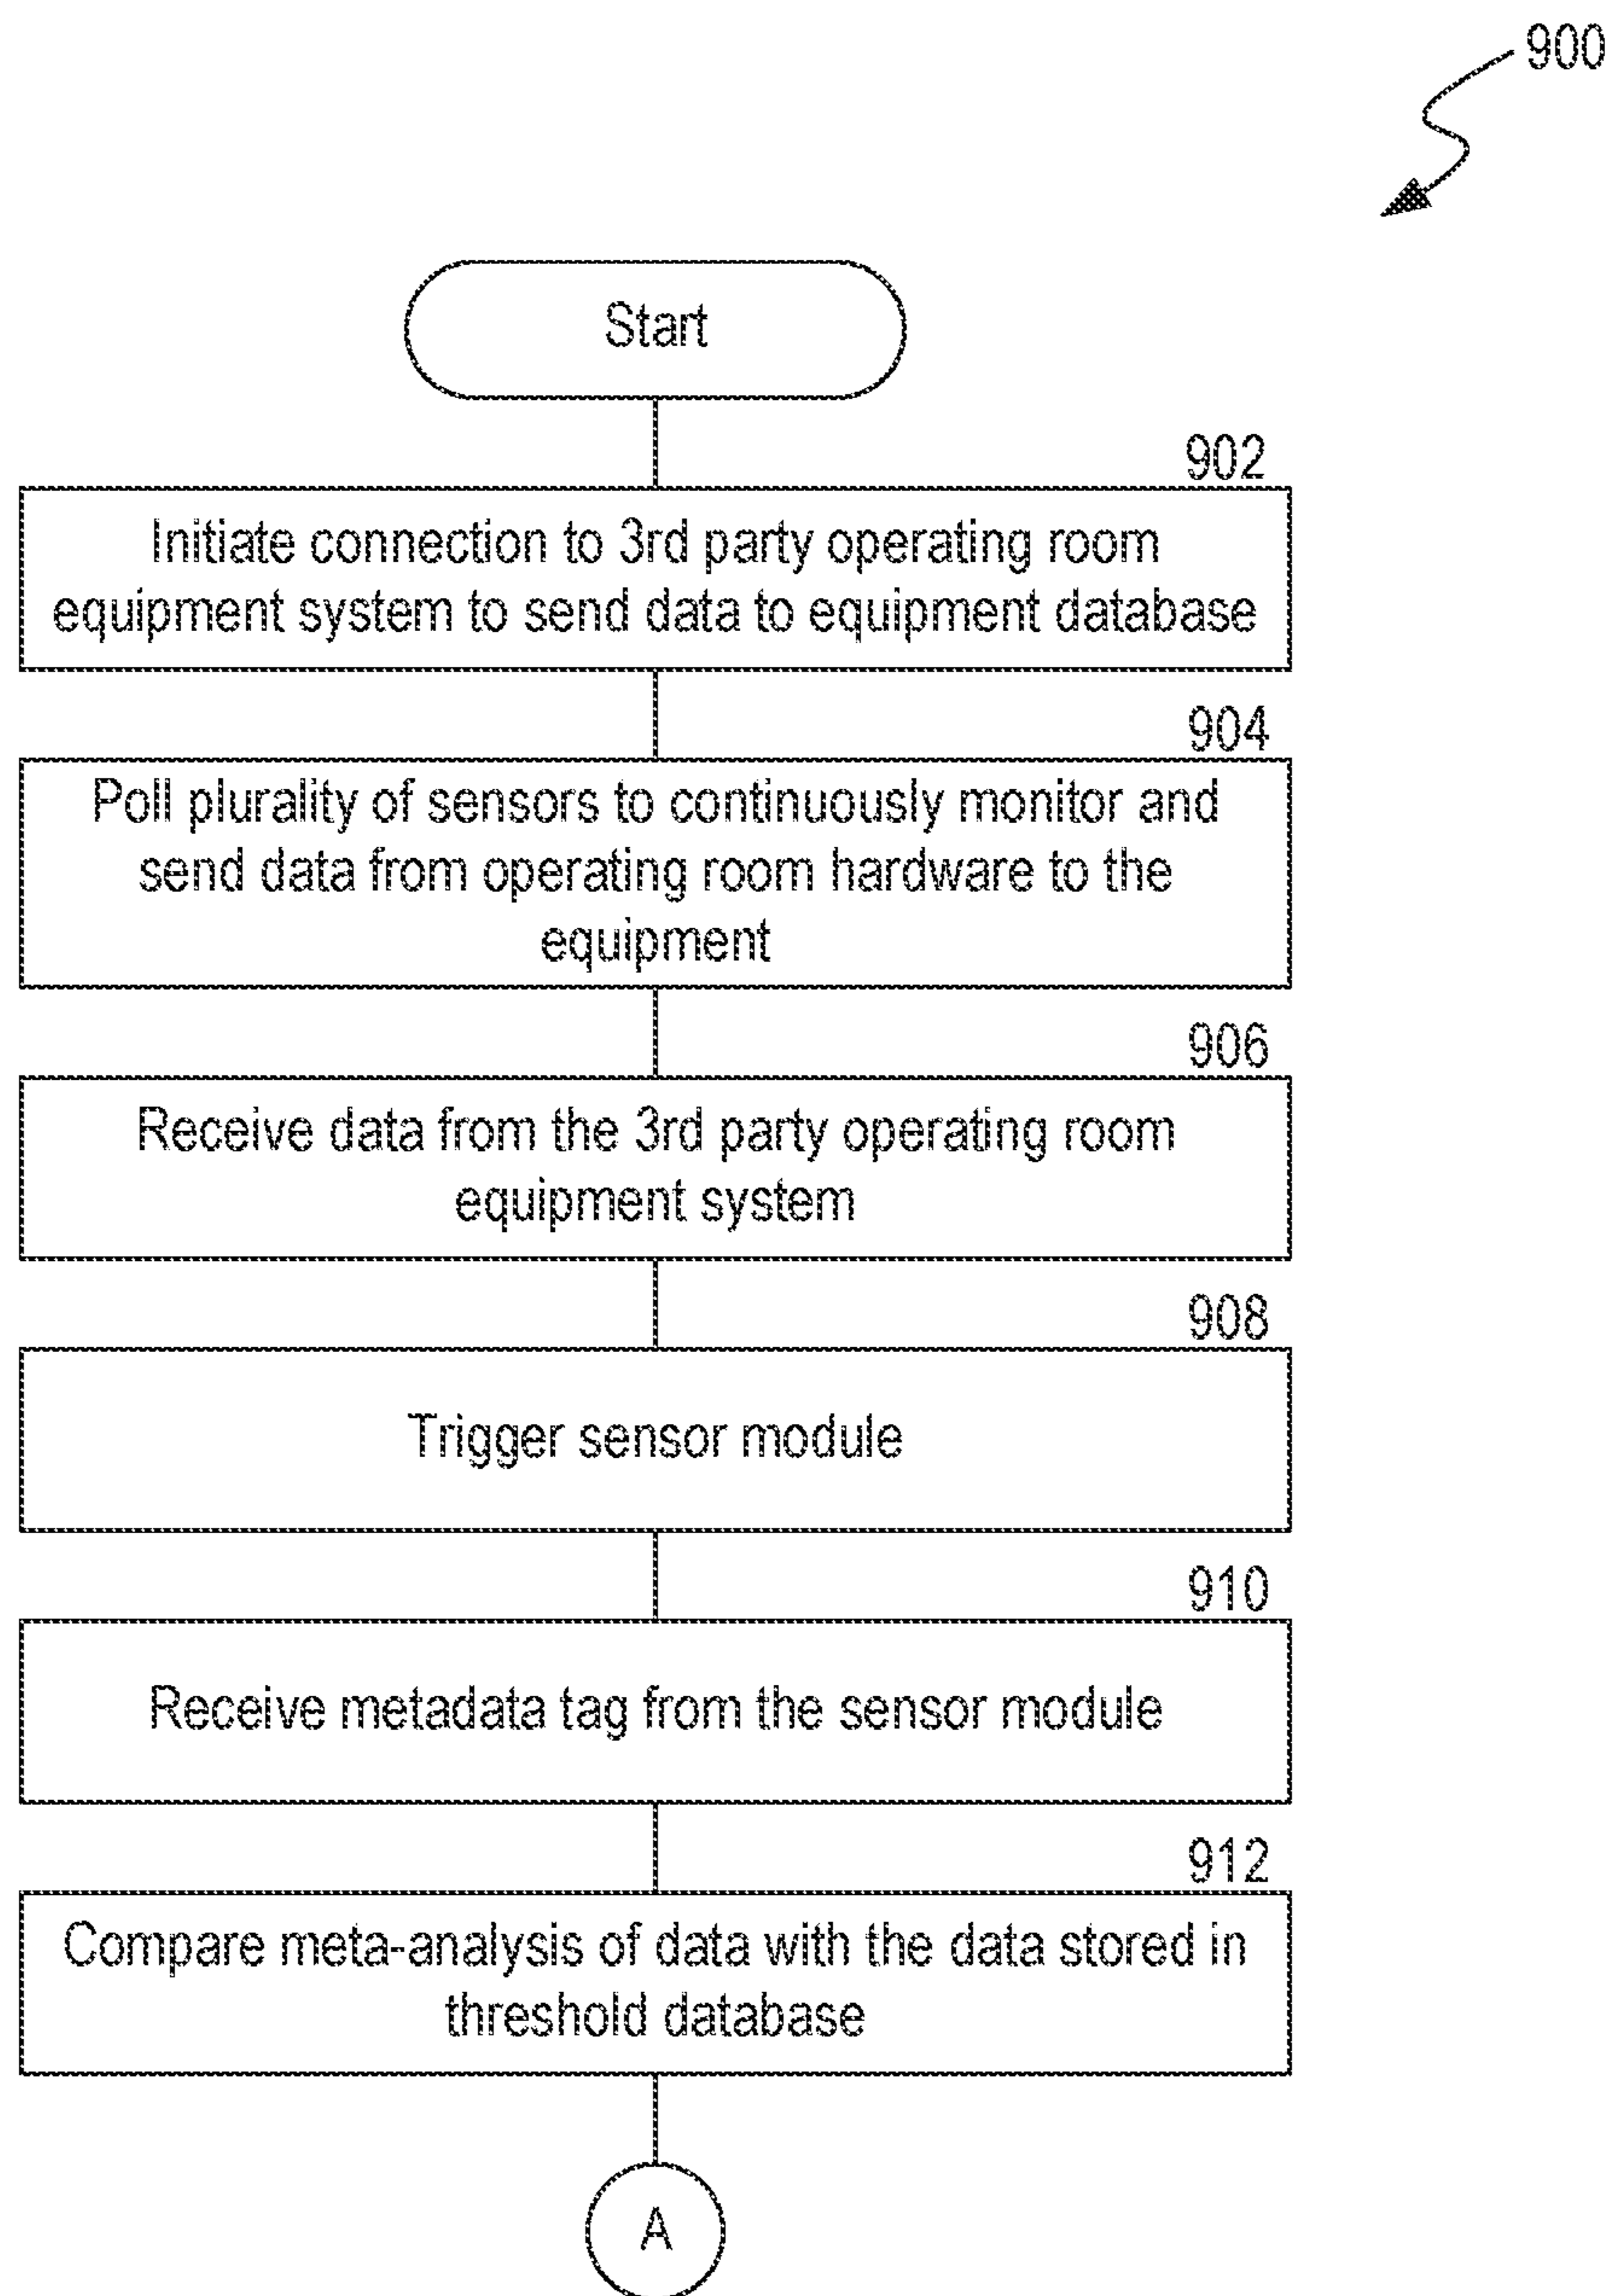 900
Start
902
Initiate connection to 3rd party operating room
equipment system to send data to equipment database
904
Poll plurality of sensors to continuously monitor and
send data from operating room hardware to the
equipment
906
Receive data from the 3rd party operating room
equipment system
908
Trigger sensor module
910
Receive metadata tag from the sensor module
912
Compare meta-analysis of data with the data stored in
threshold database
A